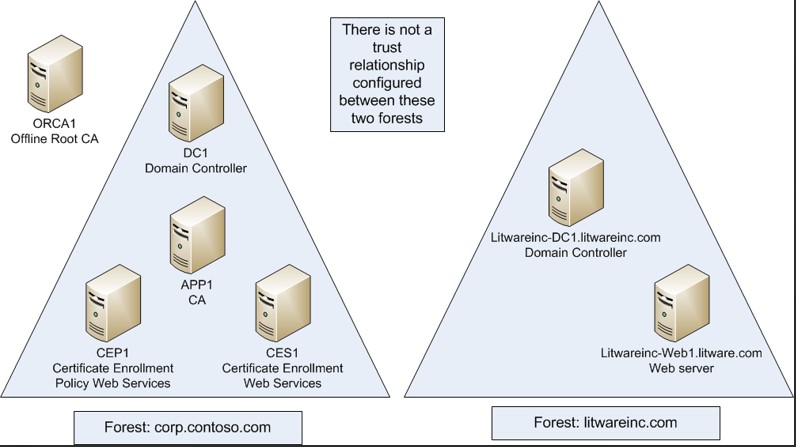 There is not a
trust
relationship
configured
between these
two forests
ORCA1
Offline Root CA
DC1
Domain Controller
APP1
CA
CEP1
Certificate Enrollment
Policy Web Services
CES1
Certificate Enrollment
Web Services
Forest: corp.contoso.com
Litwareinc-DC1.litwareinc.com
Domain Controller
Litwareinc-Web1.litware.com
Web server
Forest: litwareinc.com